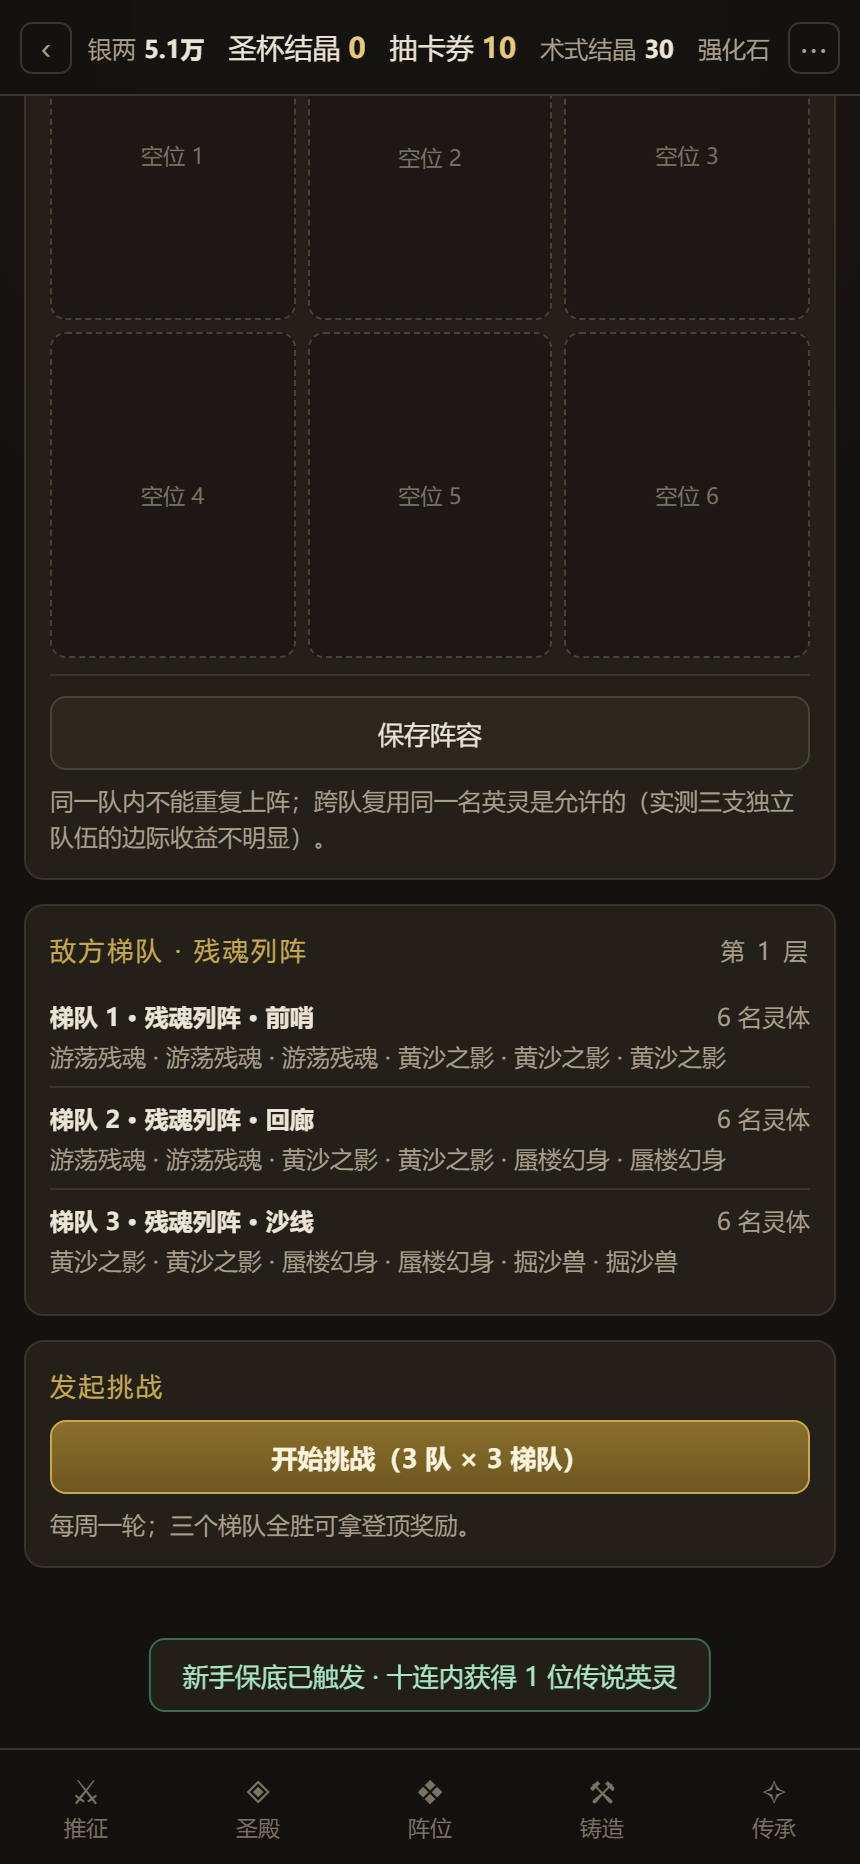 ‹ 银两 5.1万 圣杯结晶 0 抽卡券 10 术式结晶 30 强化石 ···
空位 1 空位 2 空位 3
空位 4 空位 5 空位 6
保存阵容
同一队内不能重复上阵；跨队复用同一名英灵是允许的（实测三支独立
队伍的边际收益不明显）。
敌方梯队 · 残魂列阵 第 1 层
梯队 1 • 残魂列阵 • 前哨 6 名灵体
游荡残魂 · 游荡残魂 · 游荡残魂 · 黄沙之影 · 黄沙之影 · 黄沙之影
梯队 2 • 残魂列阵 • 回廊 6 名灵体
游荡残魂 · 游荡残魂 · 黄沙之影 · 黄沙之影 · 蜃楼幻身 · 蜃楼幻身
梯队 3 • 残魂列阵 • 沙线 6 名灵体
黄沙之影 · 黄沙之影 · 蜃楼幻身 · 蜃楼幻身 · 掘沙兽 · 掘沙兽
发起挑战
开始挑战（3 队 × 3 梯队）
每周一轮；三个梯队全胜可拿登顶奖励。
新手保底已触发 · 十连内获得 1 位传说英灵
推征 圣殿 阵位 铸造 传承